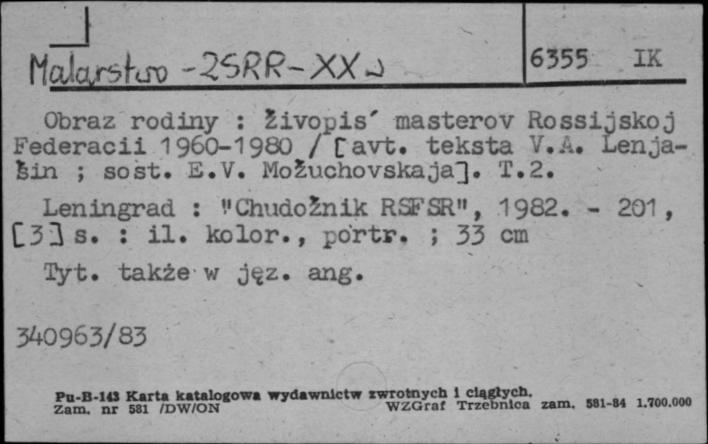 Malarstwo - ZSRR - XX w
6355 IK
Obraz rodiny : živopis´ masterov Rossijskoj
Federacii 1960-1980 / [avt. teksta V.A. Lenja-
šin ; sost. E.V. Možuchovskaja]. T.2.
Leningrad : "Chudožnik RSFSR", 1982. - 201,
[3] s. : il. kolor., portr. ; 33 cm
Tyt. także w jęz. ang.
340963/83
Pu-B-143 Karta katalogowa wydawnictw zwrotnych i ciągłych.
Zam. nr 581 /DW/ON WZGraf Trzebnica zam. 581-84 1.700.000